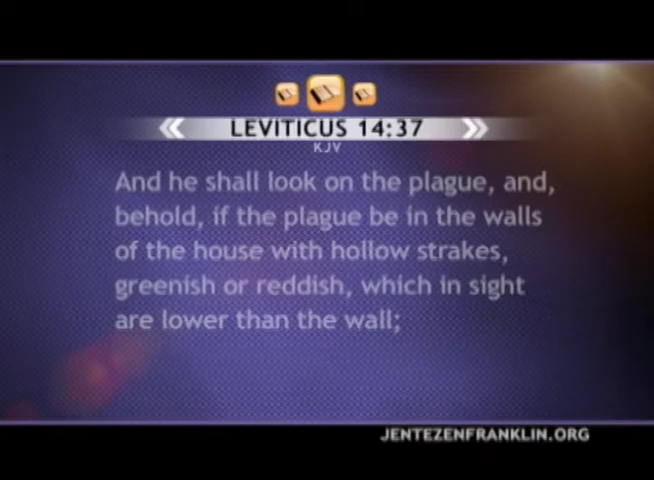 LEVITICUS 14:37
KJV
And he shall look on the plague, and,
behold, if the plague be in the walls
of the house with hollow strakes,
greenish or reddish, which in sight
are lower than the wall;
JENTEZENFRANKLIN.ORG